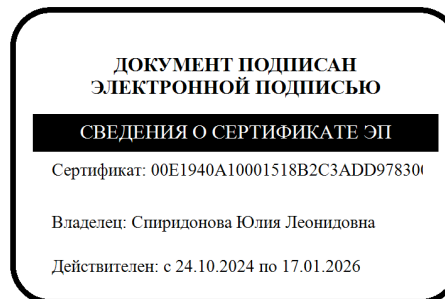 ДОКУМЕНТ ПОДПИСАН
ЭЛЕКТРОННОЙ ПОДПИСЬЮ
СВЕДЕНИЯ О СЕРТИФИКАТЕ ЭП
Сертификат: 00E1940A10001518B2C3ADD978300
Владелец: Спиридонова Юлия Леонидовна
Действителен: с 24.10.2024 по 17.01.2026